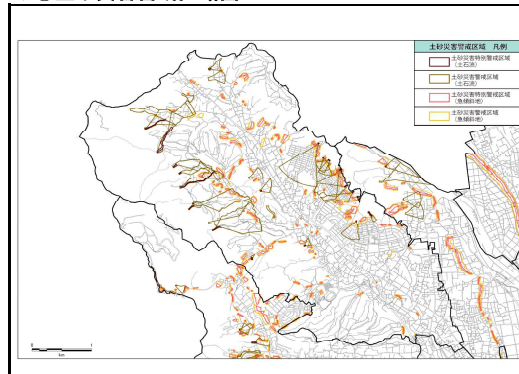 土砂災害警戒区域 凡例
土砂災害特別警戒区域
（土石流）
土砂災害警戒区域
（土石流）
土砂災害特別警戒区域
（急傾斜地）
土砂災害警戒区域
（急傾斜地）
0 1
km